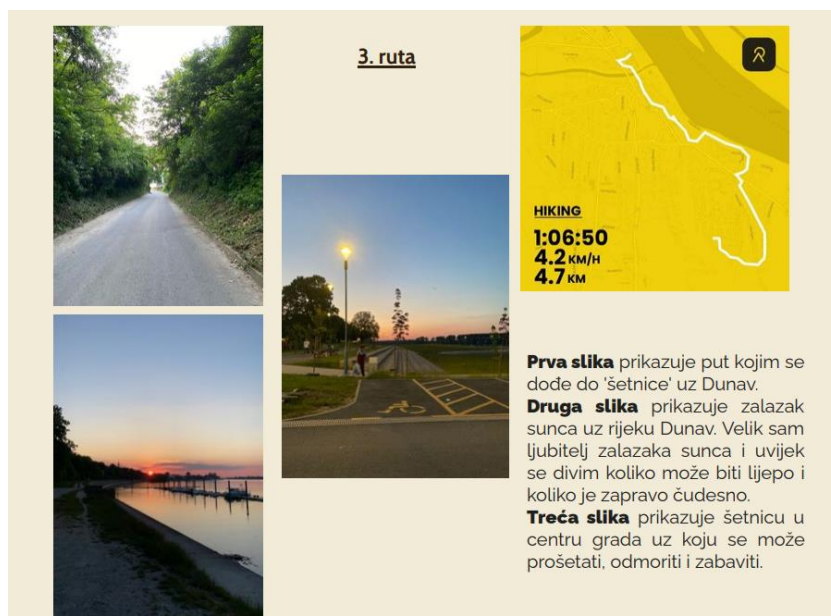 3. ruta
HIKING
1:06:50
4.2 KM/H
4.7 KM
Prva slika prikazuje put kojim se
dođe do 'šetnice' uz Dunav.
Druga slika prikazuje zalazak
sunca uz rijeku Dunav. Velik sam
ljubitelj zalazaka sunca i uvijek
se divim koliko može biti lijepo i
koliko je zapravo čudesno.
Treća slika prikazuje šetnicu u
centru grada uz koju se može
prošetati, odmoriti i zabaviti.